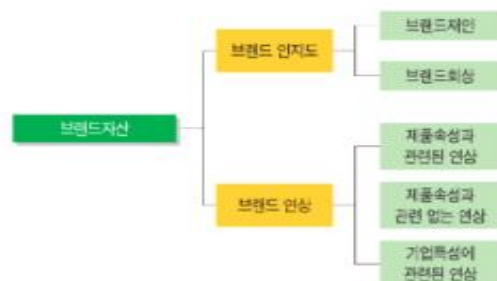 브랜드자산
브랜드 인지도
브랜드재인
브랜드회상
브랜드 연상
제품속성과
관련된 연상
제품속성과
관련 없는 연상
기업특성에
관련된 연상